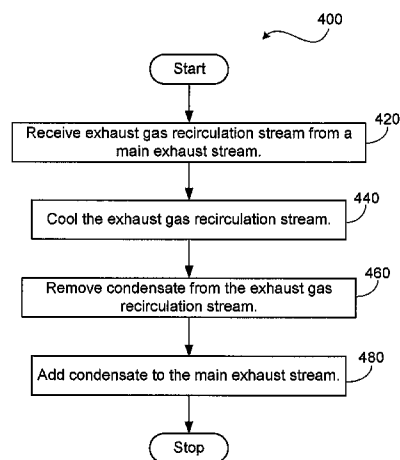 400
Start
420
Receive exhaust gas recirculation stream from a
main exhaust stream.
440
Cool the exhaust gas recirculation stream.
460
Remove condensate from the exhaust gas
recirculation stream.
480
Add condensate to the main exhaust stream.
Stop